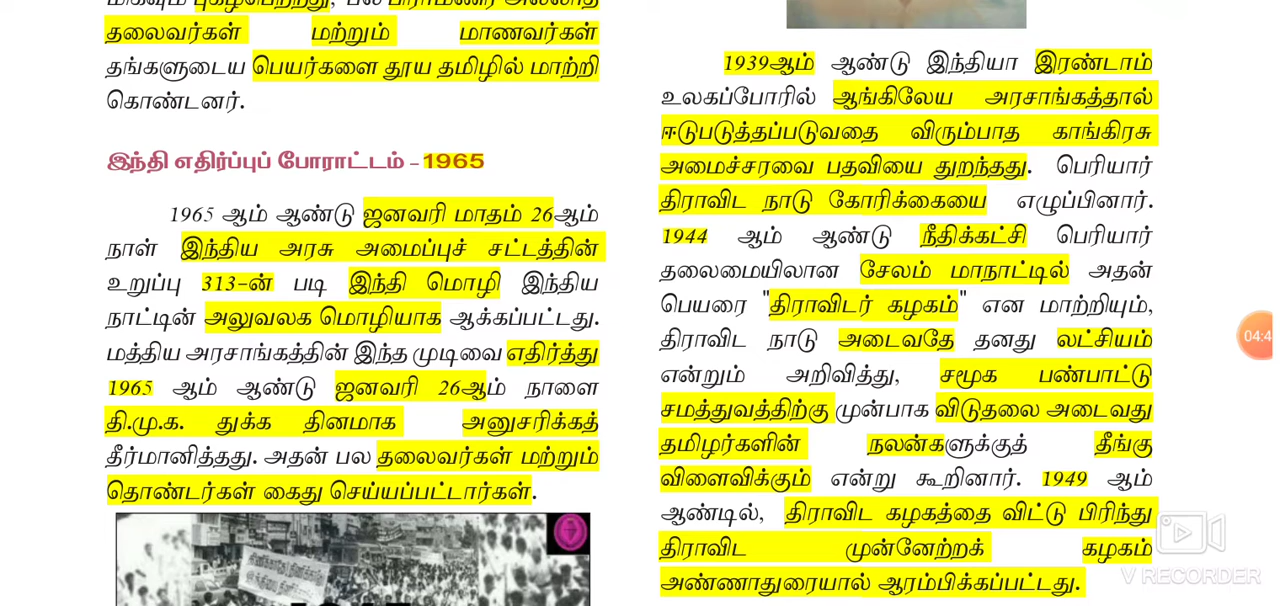 மிகவும் புகழ்பெற்றது, பல பிராமணர் அல்லாத
தலைவர்கள் மற்றும் மாணவர்கள்
தங்களுடைய பெயர்களை தூய தமிழில் மாற்றி
கொண்டனர்.
இந்தி எதிர்ப்புப் போராட்டம் – 1965
1965 ஆம் ஆண்டு ஜனவரி மாதம் 26ஆம்
நாள் இந்திய அரசு அமைப்புச் சட்டத்தின்
உறுப்பு 313-ன் படி இந்தி மொழி இந்திய
நாட்டின் அலுவலக மொழியாக ஆக்கப்பட்டது.
மத்திய அரசாங்கத்தின் இந்த முடிவை எதிர்த்து
1965 ஆம் ஆண்டு ஜனவரி 26ஆம் நாளை
தி.மு.க. துக்க தினமாக அனுசரிக்கத்
தீர்மானித்தது. அதன் பல தலைவர்கள் மற்றும்
தொண்டர்கள் கைது செய்யப்பட்டார்கள்.
1939ஆம் ஆண்டு இந்தியா இரண்டாம்
உலகப்போரில் ஆங்கிலேய அரசாங்கத்தால்
ஈடுபடுத்தப்படுவதை விரும்பாத காங்கிரசு
அமைச்சரவை பதவியை துறந்தது. பெரியார்
திராவிட நாடு கோரிக்கையை எழுப்பினார்.
1944 ஆம் ஆண்டு நீதிக்கட்சி பெரியார்
தலைமையிலான சேலம் மாநாட்டில் அதன்
பெயரை "திராவிடர் கழகம்" என மாற்றியும்,
திராவிட நாடு அடைவதே தனது லட்சியம்
என்றும் அறிவித்து, சமூக பண்பாட்டு
சமத்துவத்திற்கு முன்பாக விடுதலை அடைவது
தமிழர்களின் நலன்களுக்குத் தீங்கு
விளைவிக்கும் என்று கூறினார். 1949 ஆம்
ஆண்டில், திராவிட கழகத்தை விட்டு பிரிந்து
திராவிட முன்னேற்றக் கழகம்
அண்ணாதுரையால் ஆரம்பிக்கப்பட்டது.
04:4
V RECORDER